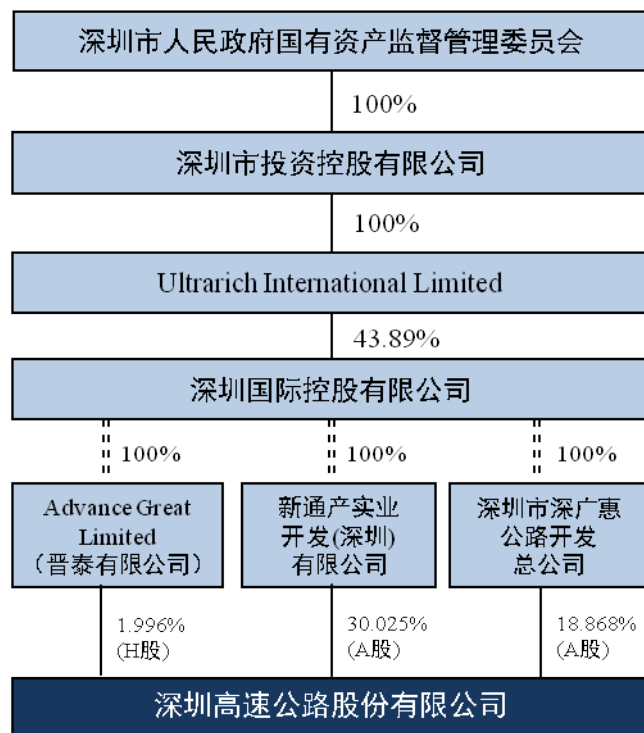 深圳市人民政府国有资产监督管理委员会
100%
深圳市投资控股有限公司
100%
Ultrarich International Limited
43.89%
深圳国际控股有限公司
100%
100%
100%
Advance Great
Limited
（晋泰有限公司）
新通产实业
开发(深圳)
有限公司
深圳市深广惠
公路开发
总公司
1.996%
(H股)
30.025%
(A股)
18.868%
(A股)
深圳高速公路股份有限公司